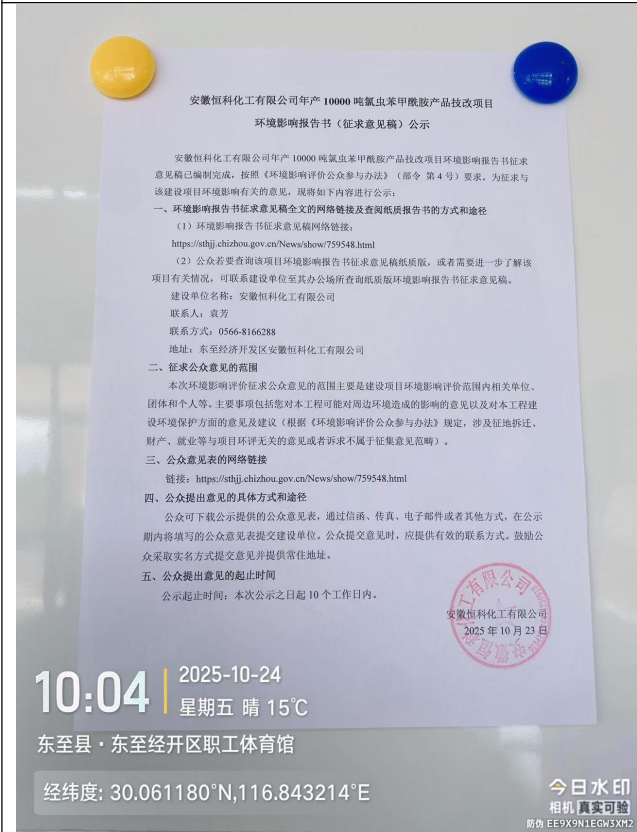 安徽恒科化工有限公司年产 10000 吨氯虫苯甲酰胺产品技改项目
环境影响报告书（征求意见稿）公示
安徽恒科化工有限公司年产 10000 吨氯虫苯甲酰胺产品技改项目环境影响报告书征求
意见稿已编制完成，按照《环境影响评价公众参与办法》（部令 第 4 号）要求，为征求与
该建设项目环境影响有关的意见，现将如下内容进行公示：
一、环境影响报告书征求意见稿全文的网络链接及查阅纸质报告书的方式和途径
（1）环境影响报告书征求意见稿网络链接：
https://sthjj.chizhou.gov.cn/News/show/759548.html
（2）公众若要查询该项目环境影响报告书征求意见稿纸质版，或者需要进一步了解该
项目有关情况，可联系建设单位至其办公场所查询纸质版环境影响报告书征求意见稿。
建设单位名称：安徽恒科化工有限公司
联系人：袁芳
联系方式：0566-8166288
地址：东至经济开发区安徽恒科化工有限公司
二、征求公众意见的范围
本次环境影响评价征求公众意见的范围主要是建设项目环境影响评价范围内相关单位、
团体和个人等。主要事项包括您对本工程可能对周边环境造成的影响的意见以及对本工程建
设环境保护方面的意见及建议（根据《环境影响评价公众参与办法》规定，涉及征地拆迁、
财产、就业等与项目环评无关的意见或者诉求不属于征集意见范畴）。
三、公众意见表的网络链接
链接：https://sthjj.chizhou.gov.cn/News/show/759548.html
四、公众提出意见的具体方式和途径
公众可下载公示提供的公众意见表，通过信函、传真、电子邮件或者其他方式，在公示
期内将填写的公众意见表提交建设单位。公众提交意见时，应提供有效的联系方式。鼓励公
众采取实名方式提交意见并提供常住地址。
五、公众提出意见的起止时间
公示起止时间：本次公示之日起 10 个工作日内。
安徽恒科化工有限公司
2025 年 10 月 23 日
安徽恒科化工有限公司
10:04
2025-10-24
星期五 晴 15℃
东至县·东至经开区职工体育馆
经纬度: 30.061180°N,116.843214°E
今日水印
相机 真实可验
防伪 EE9X9N1EGW3XM2